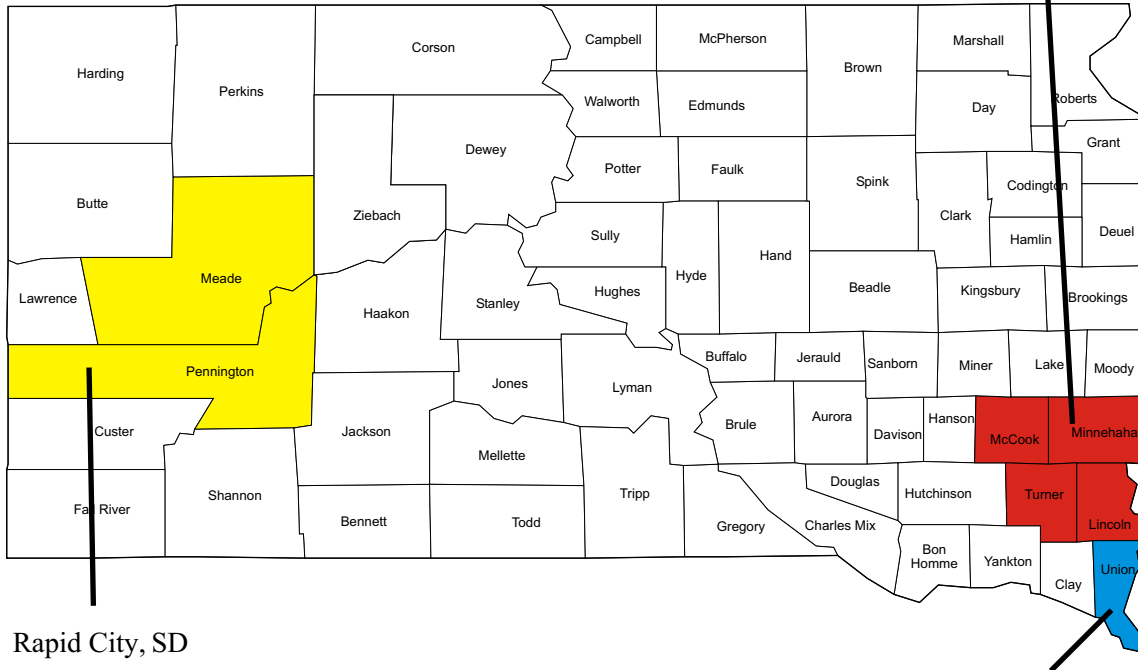 Harding
Perkins
Corson
Campbell
McPherson
Brown
Marshall
Roberts
Walworth
Edmunds
Day
Grant
Dewey
Potter
Faulk
Spink
Codington
Butte
Ziebach
Clark
Deuel
Sully
Hamlin
Hyde
Hand
Meade
Lawrence
Stanley
Hughes
Beadle
Kingsbury
Brookings
Haakon
Pennington
Buffalo
Jerauld
Sanborn
Miner
Lake
Moody
Jones
Lyman
Custer
Jackson
Brule
Aurora
Davison
Hanson
McCook
Minnehaha
Mellette
Douglas
Hutchinson
Turner
Lincoln
Fall River
Shannon
Bennett
Todd
Tripp
Gregory
Charles Mix
Bon
Homme
Yankton
Clay
Union
Rapid City, SD